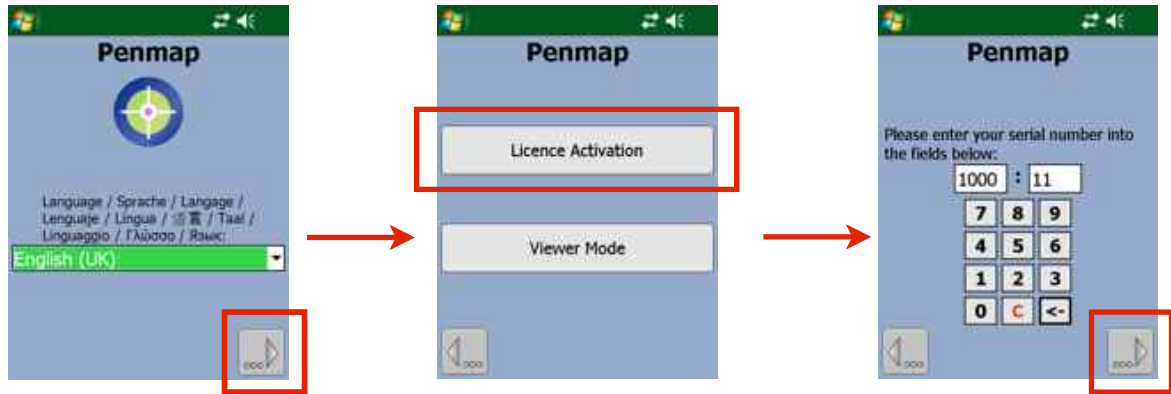 Penmap
Language / Sprache / Langage /
Lenguaje / Lingua / 语言 / Taal /
Linguaggio / Γλώσσα / Язык:
English (UK)
Penmap
Licence Activation
Viewer Mode
Penmap
Please enter your serial number into
the fields below:
1000 : 11
7 8 9
4 5 6
1 2 3
0 C <-